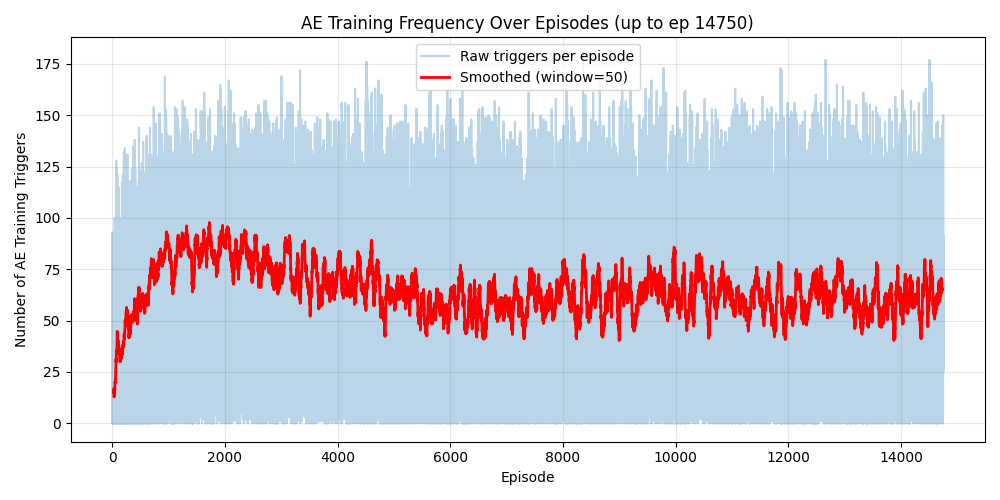 AE Training Frequency Over Episodes (up to ep 14750)
Raw triggers per episode
Smoothed (window=50)
Number of AE Training Triggers
175
150
125
100
75
50
25
0
0 2000 4000 6000 8000 10000 12000 14000
Episode